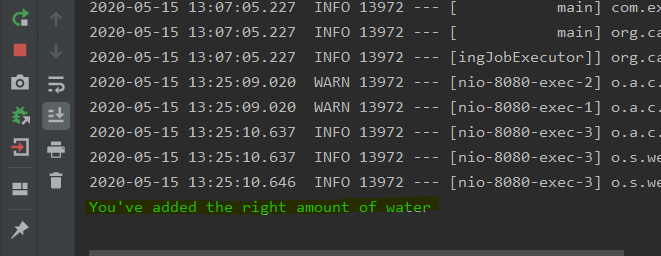 2020-05-15 13:07:05.227  INFO 13972 --- [           main] com.ex
2020-05-15 13:07:05.227  INFO 13972 --- [           main] org.ca
2020-05-15 13:07:05.227  INFO 13972 --- [ingJobExecutor]] org.ca
2020-05-15 13:25:09.020  WARN 13972 --- [nio-8080-exec-2] o.a.c.
2020-05-15 13:25:09.020  WARN 13972 --- [nio-8080-exec-1] o.a.c.
2020-05-15 13:25:10.637  INFO 13972 --- [nio-8080-exec-3] o.a.c.
2020-05-15 13:25:10.637  INFO 13972 --- [nio-8080-exec-3] o.s.we
2020-05-15 13:25:10.646  INFO 13972 --- [nio-8080-exec-3] o.s.we
You've added the right amount of water